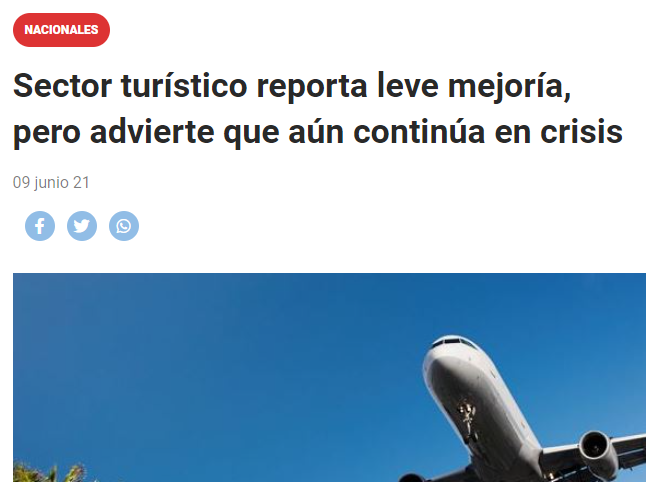 NACIONALES
Sector turístico reporta leve mejoría,
pero advierte que aún continúa en crisis
09 junio 21